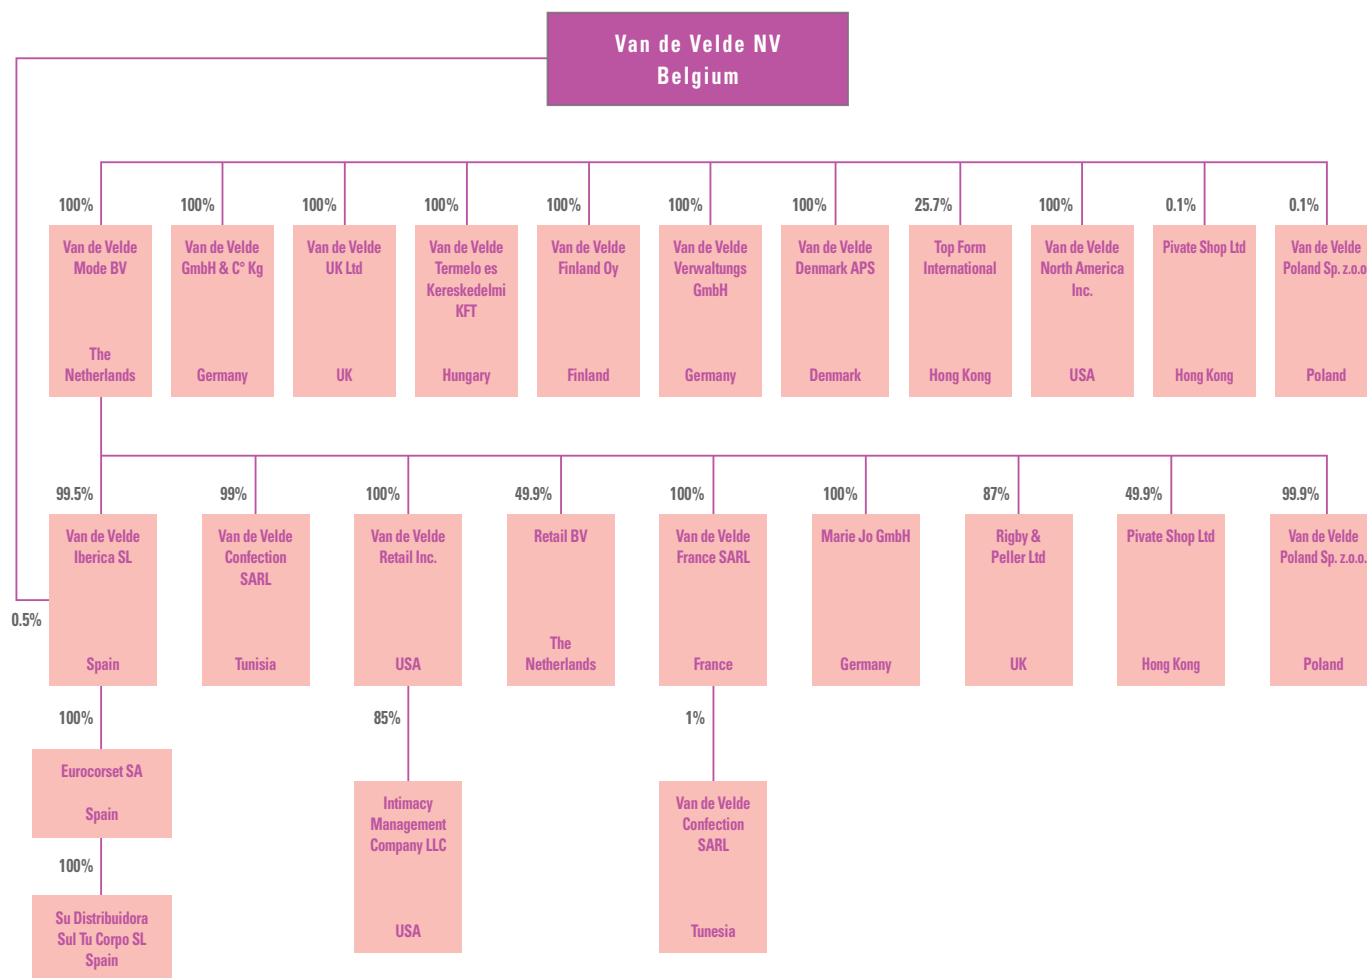 Van de Velde NV
Belgium
100%
100%
100%
100%
100%
100%
100%
25.7%
100%
0.1%
0.1%
Van de Velde
Mode BV
The
Netherlands
Van de Velde
GmbH & C° Kg
Germany
Van de Velde
UK Ltd
UK
Van de Velde
Termelo es
Kereskedelmi
KFT
Hungary
Van de Velde
Finland Oy
Finland
Van de Velde
Verwaltungs
GmbH
Germany
Van de Velde
Denmark APS
Denmark
Top Form
International
Hong Kong
Van de Velde
North America
Inc.
USA
Pivate Shop Ltd
Hong Kong
Van de Velde
Poland Sp. z.o.o
Poland
99.5%
99%
100%
49.9%
100%
100%
87%
49.9%
99.9%
Van de Velde
Iberica SL
Spain
Van de Velde
Confection
SARL
Tunisia
Van de Velde
Retail Inc.
USA
Retail BV
The
Netherlands
Van de Velde
France SARL
France
Marie Jo GmbH
Germany
Rigby &
Peller Ltd
UK
Pivate Shop Ltd
Hong Kong
Van de Velde
Poland Sp. z.o.o.
Poland
0.5%
100%
85%
1%
Eurocorset SA
Spain
100%
Su Distribuidora
Sul Tu Corpo SL
Spain
Intimacy
Management
Company LLC
USA
Van de Velde
Confection
SARL
Tunesia